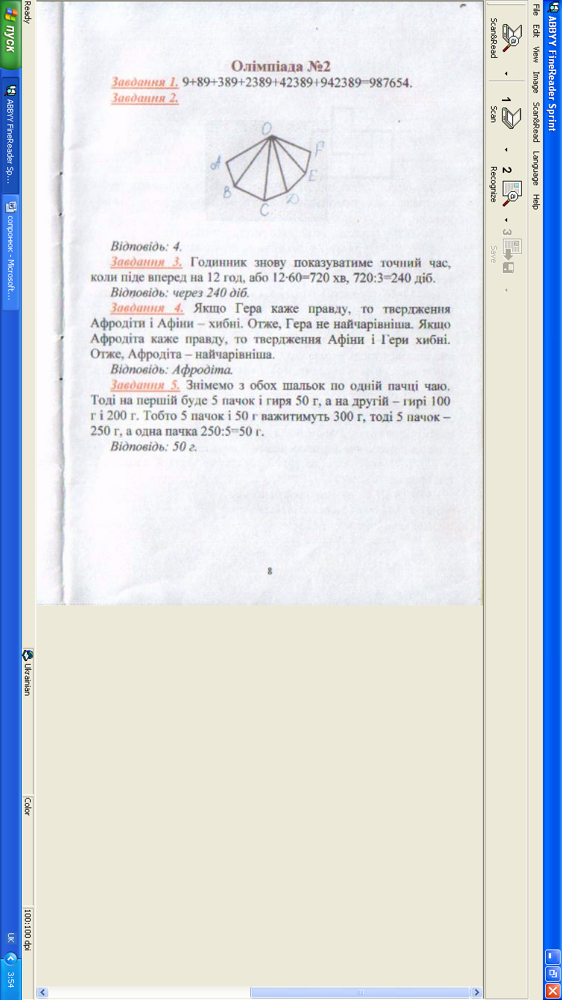 ABBYY FineReader Sprint
File Edit View Image Scan&Read Language Help
Scan&Read
1
Scan
2
Recognize
3
Save
Олімпіада №2
Завдання 1. 9+89+389+2389+42389+942389=987654.
Завдання 2.
O
A
F
B
E
C
D
Відповідь: 4.
Завдання 3. Годинник знову показуватиме точний час,
коли піде вперед на 12 год, або 12·60=720 хв, 720:3=240 діб.
Відповідь: через 240 діб.
Завдання 4. Якщо Гера каже правду, то твердження
Афродіти і Афіни – хибні. Отже, Гера не найчарівніша. Якщо
Афродіта каже правду, то твердження Афіни і Гери хибні.
Отже, Афродіта – найчарівніша.
Відповідь: Афродіта.
Завдання 5. Знімемо з обох шальок по одній пачці чаю.
Тоді на першій буде 5 пачок і гиря 50 г, а на другій – гирі 100
г і 200 г. Тобто 5 пачок і 50 г важитимуть 300 г, тоді 5 пачок –
250 г, а одна пачка 250:5=50 г.
Відповідь: 50 г.
8
Ready
Ukrainian
Color
100:100 dpi
пуск
ABBYY FineReader Sp...
сопронюк - Microsoft...
UK
3:54